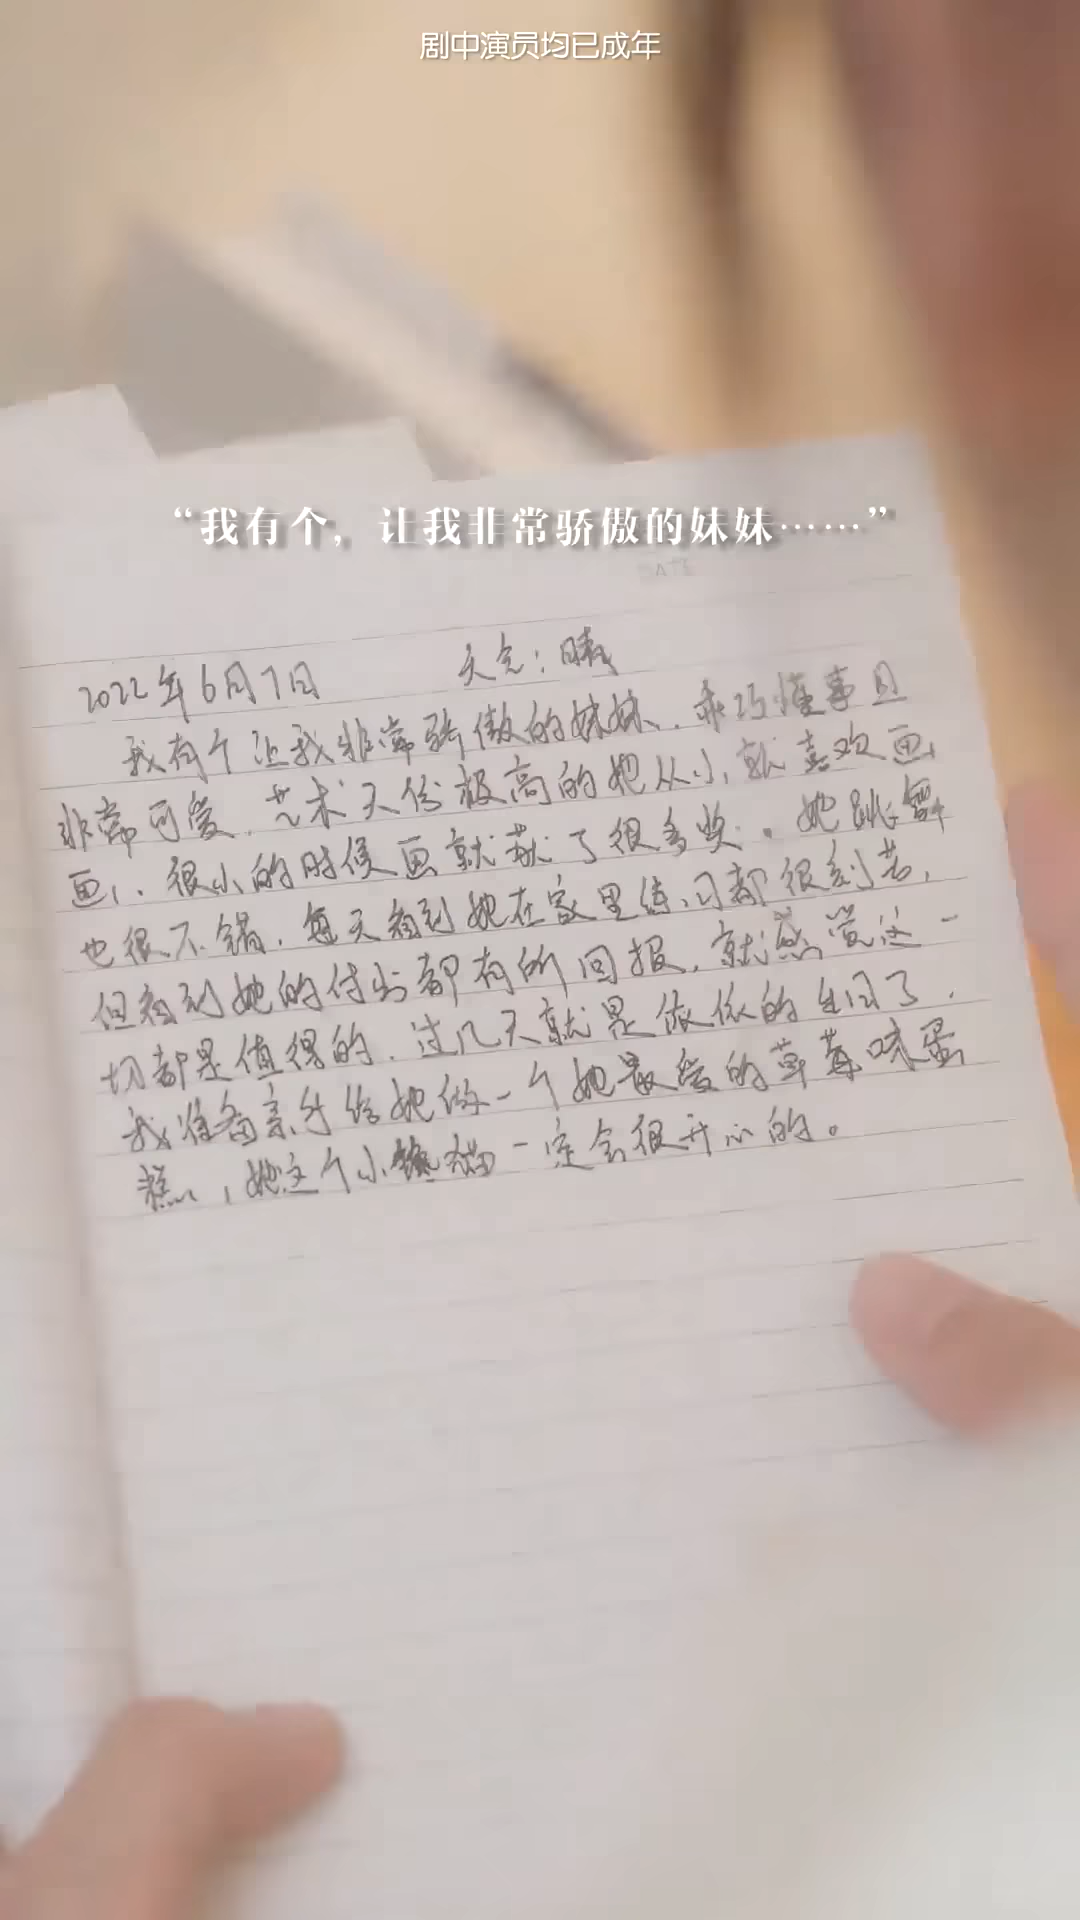 剧中演员均已成年
“我有个，让我非常骄傲的妹妹……”
DATE
2022年6月7日 天气：晴
我有个让我非常骄傲的妹妹，乖巧懂事且
非常可爱，艺术天份极高的她从小就喜欢画
画，很小的时候画就获了很多奖。她跳舞
也很不错，每天看到她在家里练习都很刻苦，
但看到她的付出都有所回报，就感觉这一
切都是值得的，过几天就是依依的生日了，
我准备亲手给她做一个她最爱的草莓味蛋
糕，她这个小馋猫一定会很开心的。